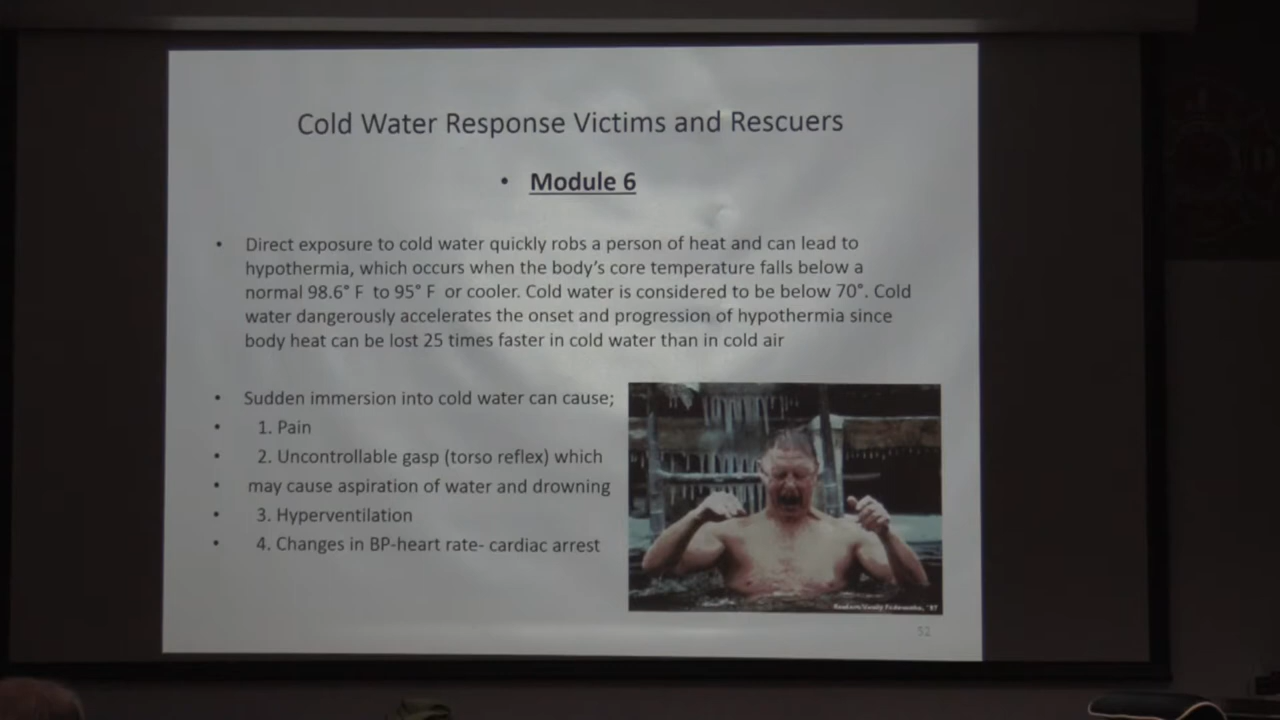 Cold Water Response Victims and Rescuers
• Module 6
• Direct exposure to cold water quickly robs a person of heat and can lead to
hypothermia, which occurs when the body's core temperature falls below a
normal 98.6° F to 95° F or cooler. Cold water is considered to be below 70°. Cold
water dangerously accelerates the onset and progression of hypothermia since
body heat can be lost 25 times faster in cold water than in cold air
• Sudden immersion into cold water can cause;
• 1. Pain
• 2. Uncontrollable gasp (torso reflex) which
• may cause aspiration of water and drowning
• 3. Hyperventilation
• 4. Changes in BP-heart rate- cardiac arrest
52